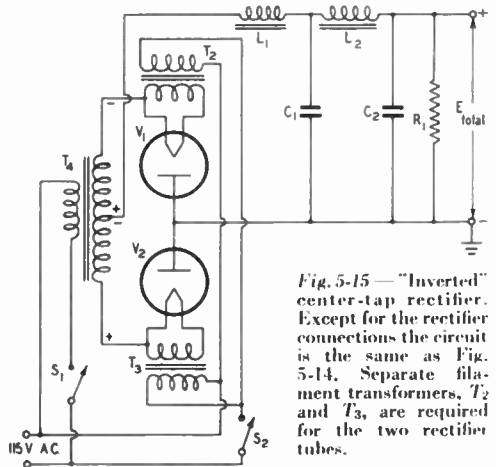 L1
L2
T2
C1
C2
R1
E total
+
-
-
V1
T4
+
-
V2
+
T3
S1
S2
115V A.C.
Fig. 5-15 — "Inverted"
center-tap rectifier.
Except for the rectifier
connections the circuit
is the same as Fig.
5-14. Separate fila-
ment transformers, T2
and T3, are required
for the two rectifier
tubes.